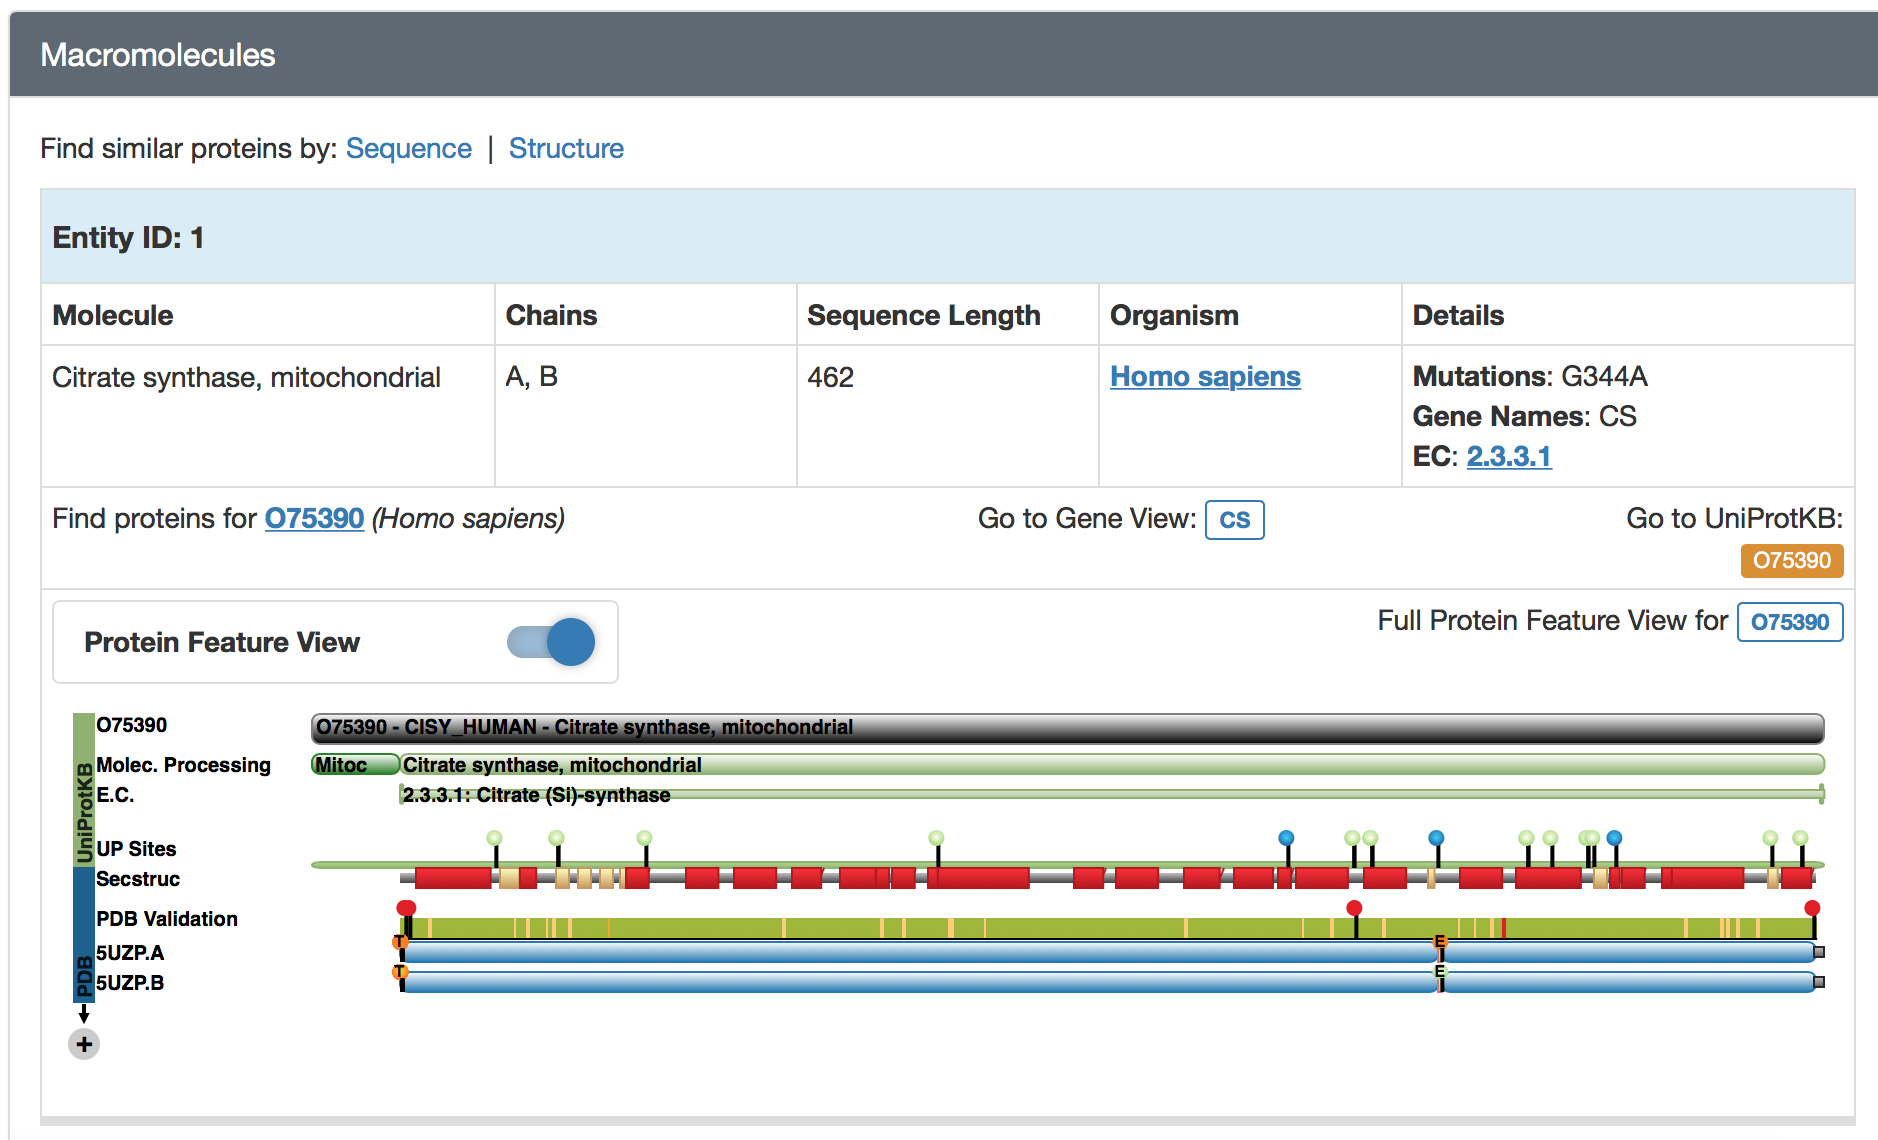 Macromolecules
Find similar proteins by: Sequence | Structure
Entity ID: 1
Molecule Chains Sequence Length Organism Details
Citrate synthase, mitochondrial A, B 462 Homo sapiens Mutations: G344A
Gene Names: CS
EC: 2.3.3.1
Find proteins for O75390 (Homo sapiens) Go to Gene View: CS Go to UniProtKB:
O75390
Protein Feature View Full Protein Feature View for O75390
UniProtKB
O75390 O75390 - CISY_HUMAN - Citrate synthase, mitochondrial
Molec. Processing Mitoc Citrate synthase, mitochondrial
E.C. 2.3.3.1: Citrate (Si)-synthase
UP Sites
PDB
Secstruc
PDB Validation
5UZP.A T E
5UZP.B T E
+